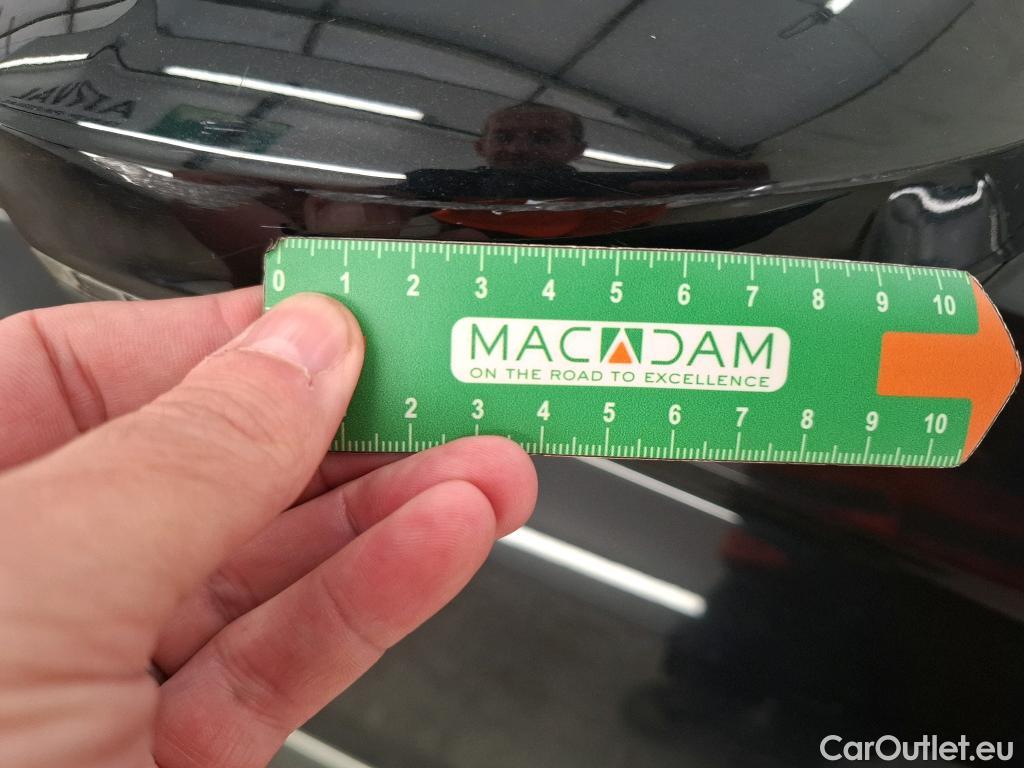 0 1 2 3 4 5 6 7 8 9 10
MACADAM
ON THE ROAD TO EXCELLENCE
2 3 4 5 6 7 8 9 10
CarOutlet.eu